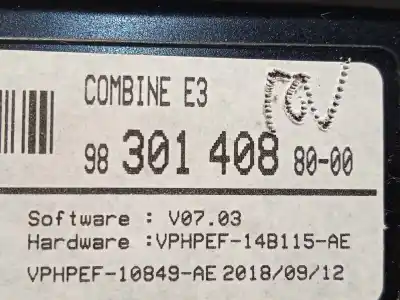 COMBINE E3
98 301 408 80-00
Software : V07.03
Hardware :VPHPEF-14B115-AE
VPHPEF-10849-AE 2018/09/12